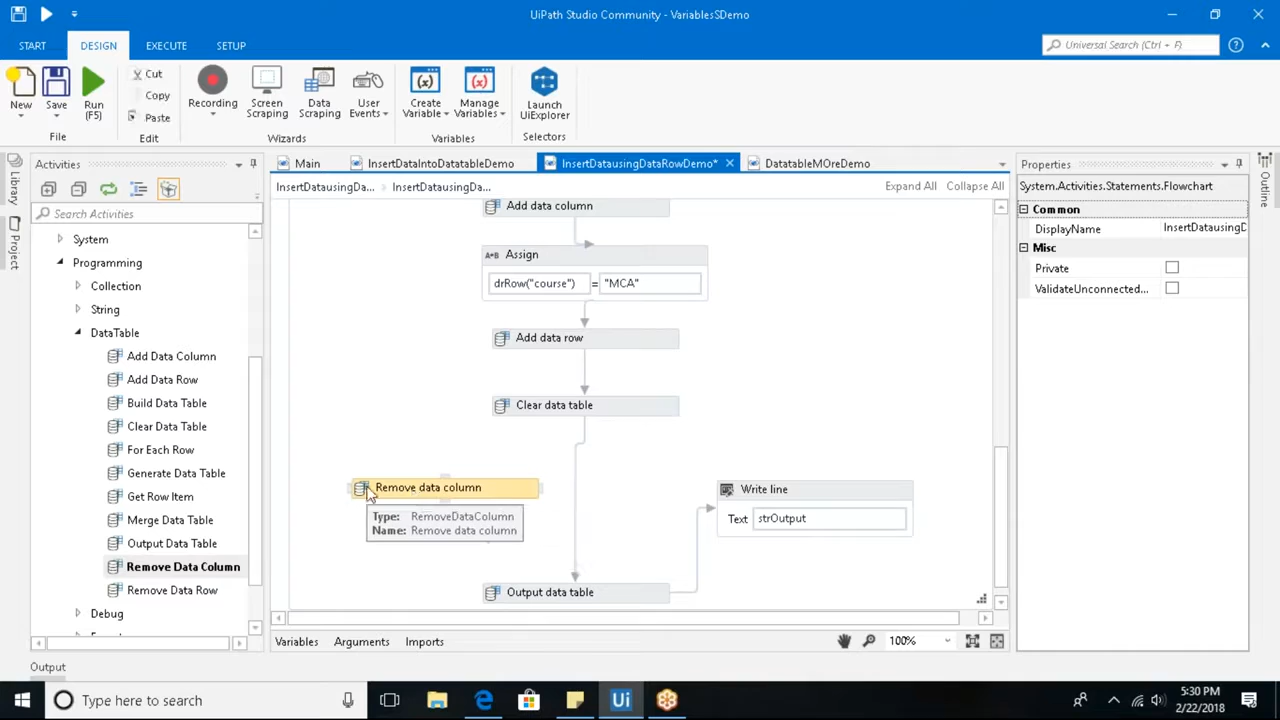 UiPath Studio Community - VariablesSDemo
START
DESIGN
EXECUTE
SETUP
Universal Search (Ctrl + F)
New
Save
Run
(F5)
File
Cut
Copy
Paste
Edit
Recording
Screen
Scraping
Data
Scraping
User
Events
Wizards
Create
Variable
Manage
Variables
Variables
Launch
UiExplorer
Selectors
Library
Project
Activities
Search Activities
System
Programming
Collection
String
DataTable
Add Data Column
Add Data Row
Build Data Table
Clear Data Table
For Each Row
Generate Data Table
Get Row Item
Merge Data Table
Output Data Table
Remove Data Column
Remove Data Row
Debug
Main
InsertDataIntoDatatableDemo
InsertDatausingDataRowDemo*
DatatableMOreDemo
InsertDatausingDa...
InsertDatausingDa...
Expand All
Collapse All
Add data column
A*B Assign
drRow("course")
=
"MCA"
Add data row
Clear data table
Remove data column
Type: RemoveDataColumn
Name: Remove data column
Write line
Text
strOutput
Output data table
Variables
Arguments
Imports
100%
Properties
System.Activities.Statements.Flowchart
Common
DisplayName
InsertDatausingD
Misc
Private
ValidateUnconnected...
Outline
Output
Type here to search
Ui
5:30 PM
2/22/2018